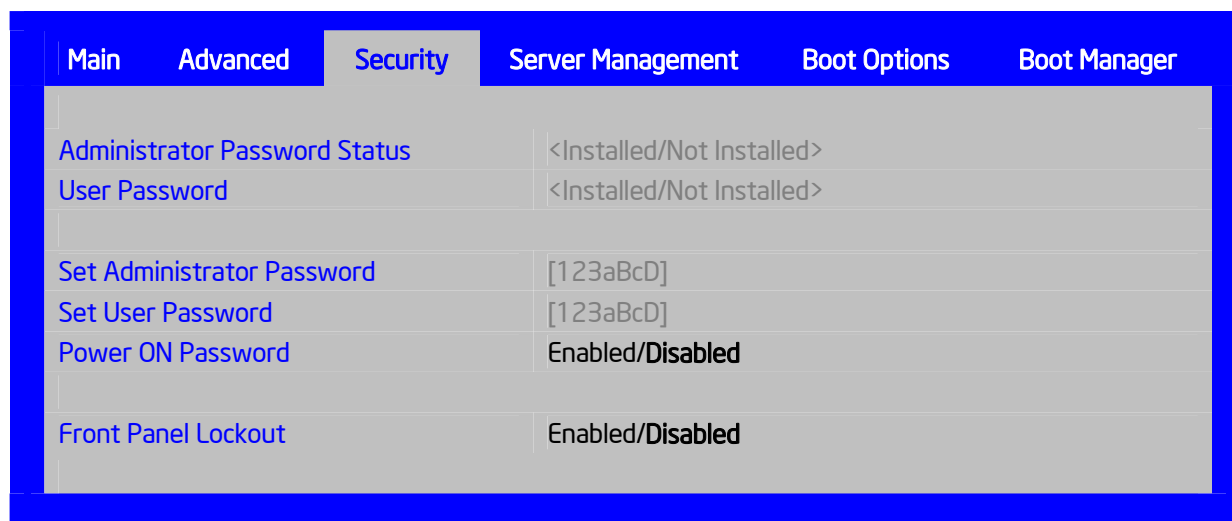 Main Advanced Security Server Management Boot Options Boot Manager
Administrator Password Status <Installed/Not Installed>
User Password <Installed/Not Installed>
Set Administrator Password [123aBcD]
Set User Password [123aBcD]
Power ON Password Enabled/Disabled
Front Panel Lockout Enabled/Disabled